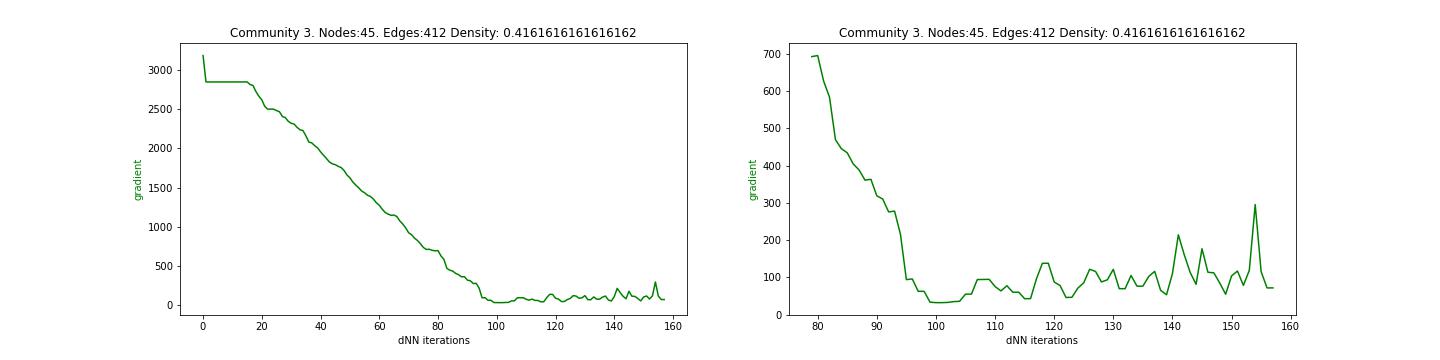 Community 3. Nodes:45. Edges:412 Density: 0.4161616161616162
3000
2500
2000
1500
1000
500
0
gradient
0 20 40 60 80 100 120 140 160
dNN iterations
Community 3. Nodes:45. Edges:412 Density: 0.4161616161616162
700
600
500
400
300
200
100
0
gradient
80 90 100 110 120 130 140 150 160
dNN iterations